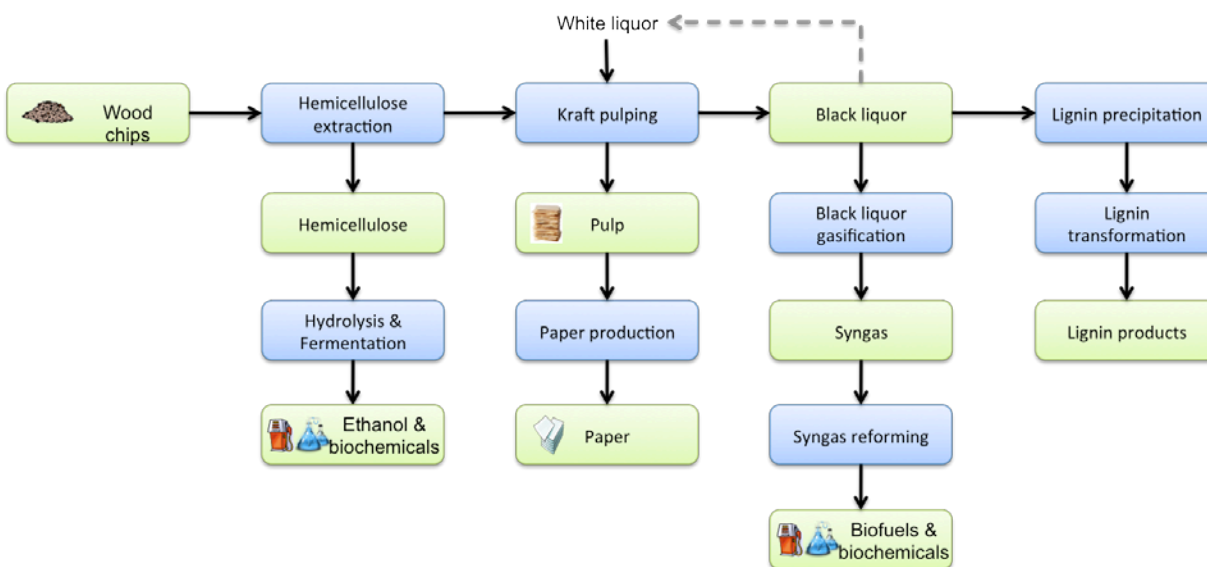 White liquor
Wood
chips
Hemicellulose
extraction
Kraft pulping
Black liquor
Lignin precipitation
Hemicellulose
Pulp
Black liquor
gasification
Lignin
transformation
Hydrolysis &
Fermentation
Paper production
Syngas
Lignin products
Ethanol &
biochemicals
Paper
Syngas reforming
Biofuels &
biochemicals